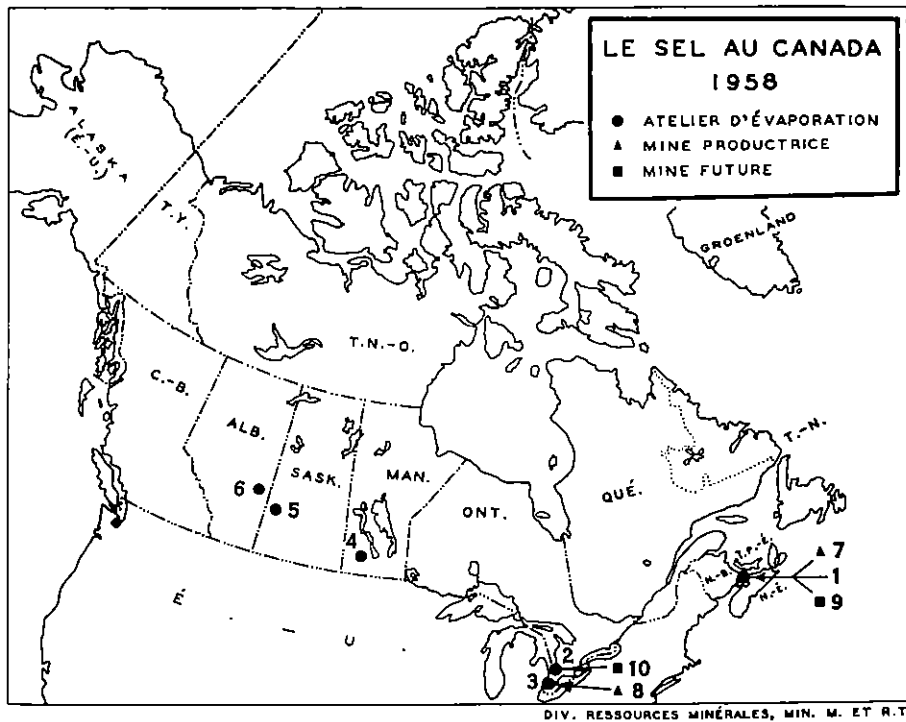 LE SEL AU CANADA
1958
● ATELIER D'ÉVAPORATION
▲ MINE PRODUCTRICE
■ MINE FUTURE
ALASKA
(É.-U.)
T.Y.
GROENLAND
T.N.-O.
C.-B.
ALB.
SASK.
MAN.
ONT.
QUÉ.
T.-N.
6
5
4
N.-B.
I.P.-É.
N.-É.
7
1
9
É.-U.
2
10
3
8
DIV. RESSOURCES MINÉRALES, MIN. M. ET R.T.